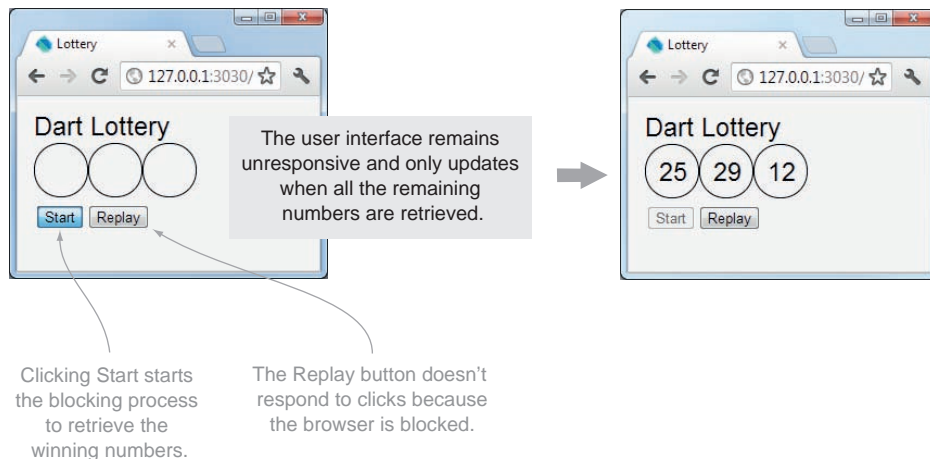 Lottery
127.0.0.1:3030/
Dart Lottery
Start Replay
The user interface remains
unresponsive and only updates
when all the remaining
numbers are retrieved.
Lottery
127.0.0.1:3030/
Dart Lottery
25 29 12
Start Replay
Clicking Start starts
the blocking process
to retrieve the
winning numbers.
The Replay button doesn't
respond to clicks because
the browser is blocked.